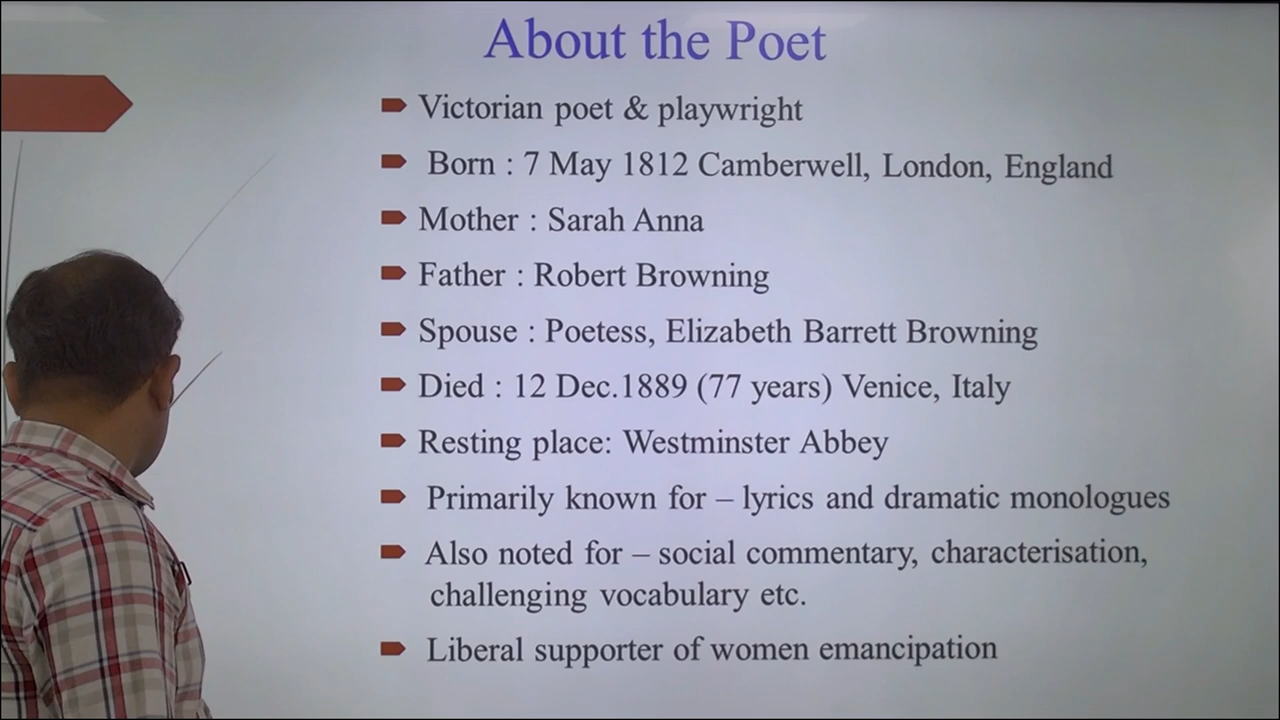 About the Poet
Victorian poet & playwright
Born : 7 May 1812 Camberwell, London, England
Mother : Sarah Anna
Father : Robert Browning
Spouse : Poetess, Elizabeth Barrett Browning
Died : 12 Dec.1889 (77 years) Venice, Italy
Resting place: Westminster Abbey
Primarily known for – lyrics and dramatic monologues
Also noted for – social commentary, characterisation,
challenging vocabulary etc.
Liberal supporter of women emancipation